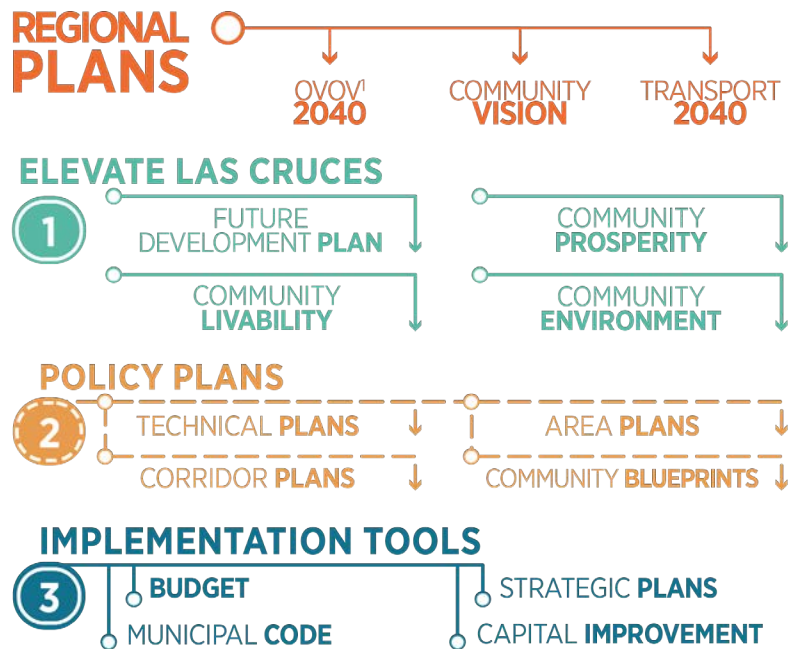 REGIONAL
PLANS
OVOV¹
2040
COMMUNITY
VISION
TRANSPORT
2040
ELEVATE LAS CRUCES
1
FUTURE
DEVELOPMENT PLAN
COMMUNITY
PROSPERITY
COMMUNITY
LIVABILITY
COMMUNITY
ENVIRONMENT
POLICY PLANS
2
TECHNICAL PLANS
AREA PLANS
CORRIDOR PLANS
COMMUNITY BLUEPRINTS
IMPLEMENTATION TOOLS
3
BUDGET
STRATEGIC PLANS
MUNICIPAL CODE
CAPITAL IMPROVEMENT